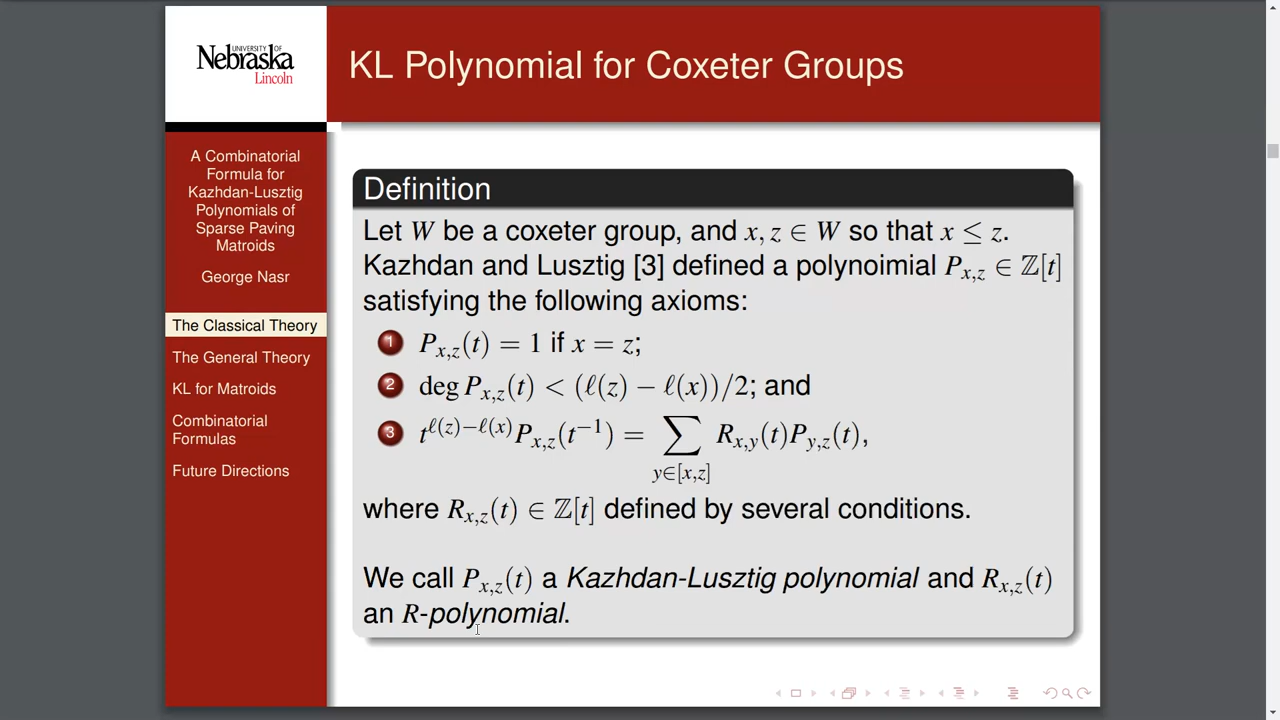 UNIVERSITY OF
Nebraska
Lincoln
KL Polynomial for Coxeter Groups
A Combinatorial
Formula for
Kazhdan-Lusztig
Polynomials of
Sparse Paving
Matroids
George Nasr
The Classical Theory
The General Theory
KL for Matroids
Combinatorial
Formulas
Future Directions
Definition
Let W be a coxeter group, and x, z ∈ W so that x ≤ z.
Kazhdan and Lusztig [3] defined a polynoimial P_{x,z} ∈ ℤ[t]
satisfying the following axioms:
1 P_{x,z}(t) = 1 if x = z;
2 deg P_{x,z}(t) < (ℓ(z) − ℓ(x))/2; and
3 t^{ℓ(z)−ℓ(x)} P_{x,z}(t^{−1}) = ∑_{y∈[x,z]} R_{x,y}(t)P_{y,z}(t),
where R_{x,z}(t) ∈ ℤ[t] defined by several conditions.
We call P_{x,z}(t) a Kazhdan-Lusztig polynomial and R_{x,z}(t)
an R-polynomial.